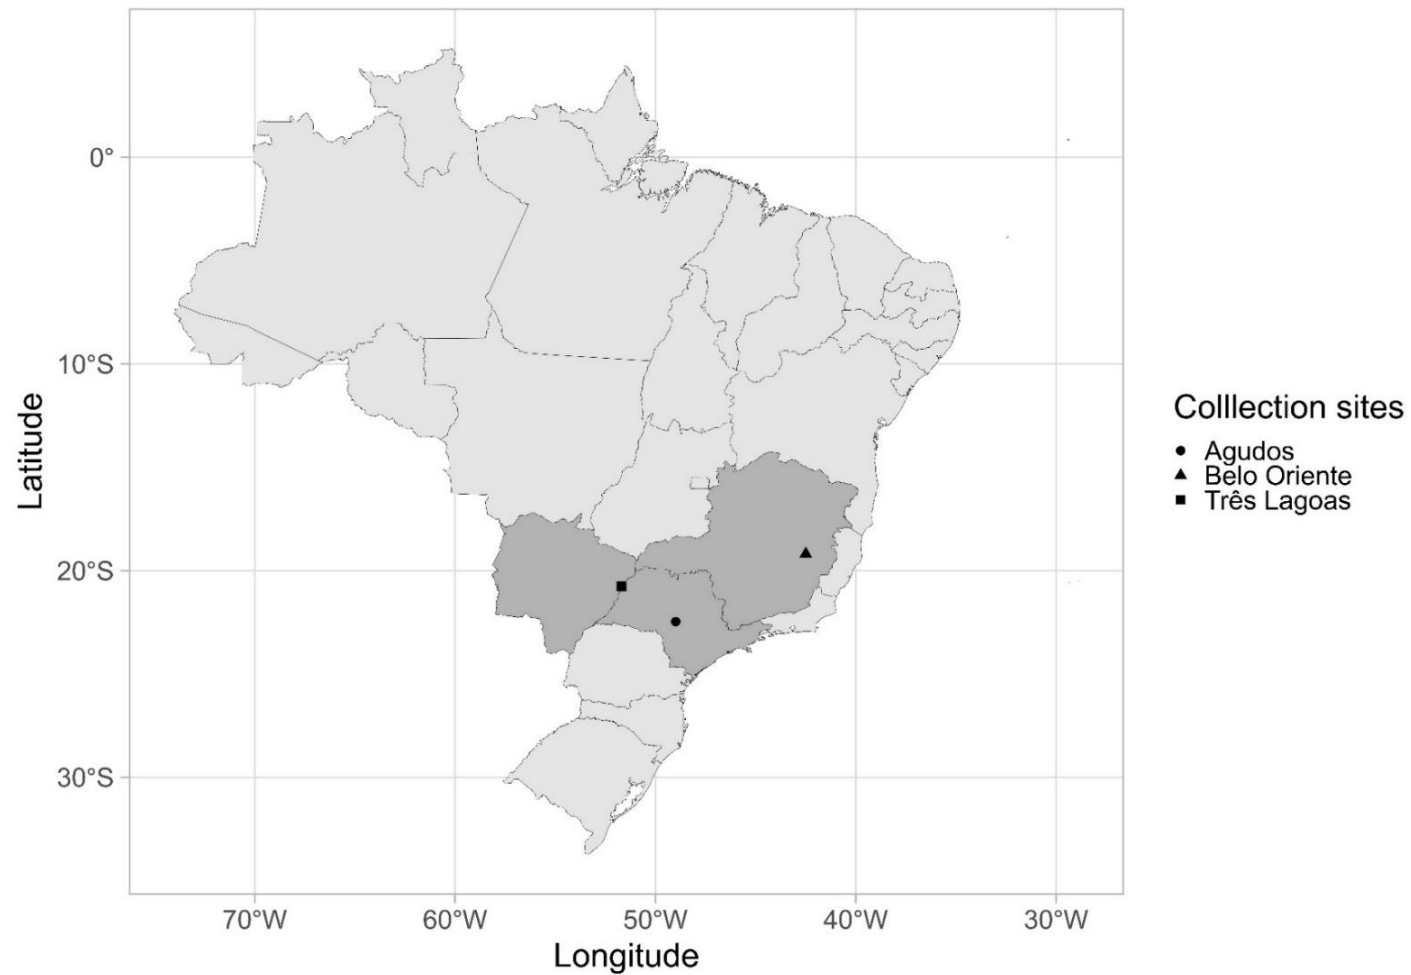 0°
10°S
20°S
30°S
Latitude
70°W
60°W
50°W
40°W
30°W
Longitude
Colllection sites
Agudos
Belo Oriente
Três Lagoas